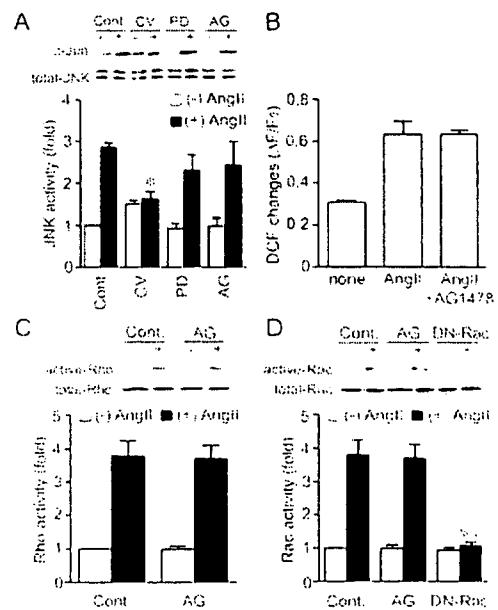 A
Cont CV PD AG
- + - + - + - +
total-JNK
(-) AngII
(+) AngII
JNK activity (fold)
4
3
2
1
0
Cont CV PD AG
B
DCF changes
0.8
0.6
0.4
0.2
0
none AngII AngII
+AG1478
C
Cont. AG
active-Rho
total-Rho
(-) AngII (+) AngII
Rho activity (fold)
5
4
3
2
1
0
Cont AG
D
Cont. AG DN-Rac
active-Rac
total-Rac
(-) AngII AngII
Rac activity (fold)
5
4
3
2
1
0
Cont. AG DN-Rac